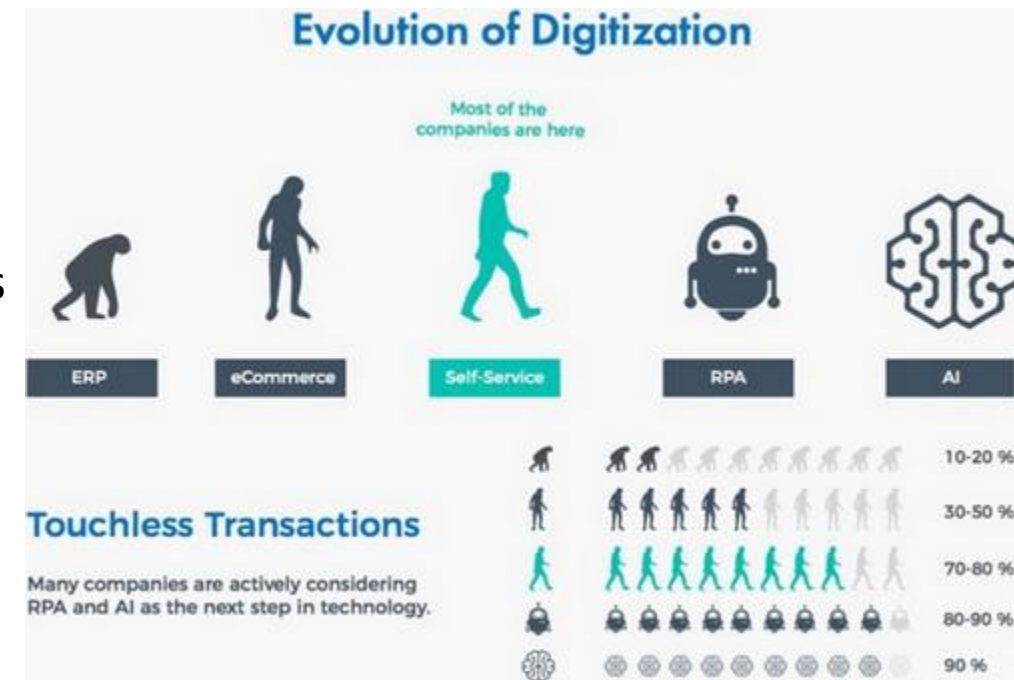 Evolution of Digitization
Most of the
companies are here
s
ERP
eCommerce
Self-Service
RPA
AI
Touchless Transactions
Many companies are actively considering
RPA and AI as the next step in technology.
10-20 %
30-50 %
70-80 %
80-90 %
90 %